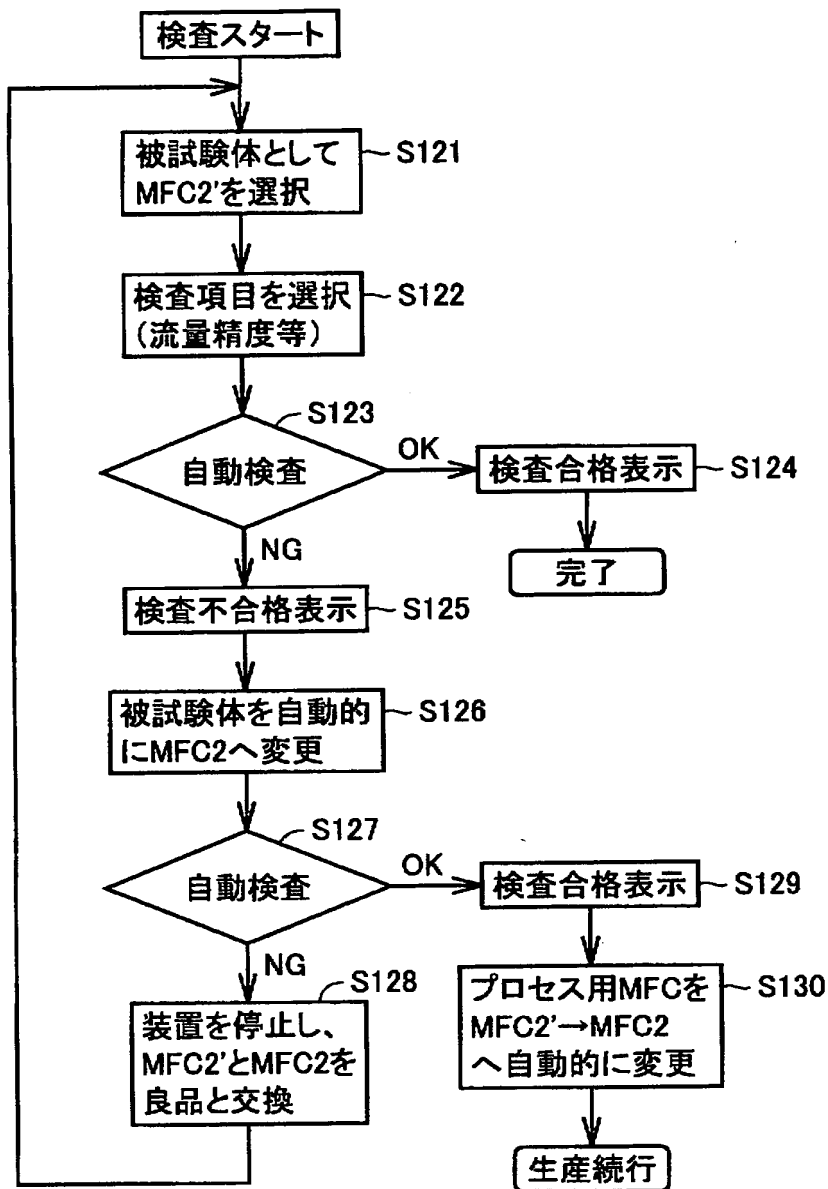 検査スタート
被試験体として
MFC2'を選択
S121
検査項目を選択
(流量精度等)
S122
S123
自動検査
OK
検査合格表示
S124
完了
NG
検査不合格表示
S125
被試験体を自動的
にMFC2へ変更
S126
S127
自動検査
OK
検査合格表示
S129
NG
S128
装置を停止し、
MFC2'とMFC2を
良品と交換
プロセス用MFCを
MFC2'→MFC2
へ自動的に変更
S130
生産続行